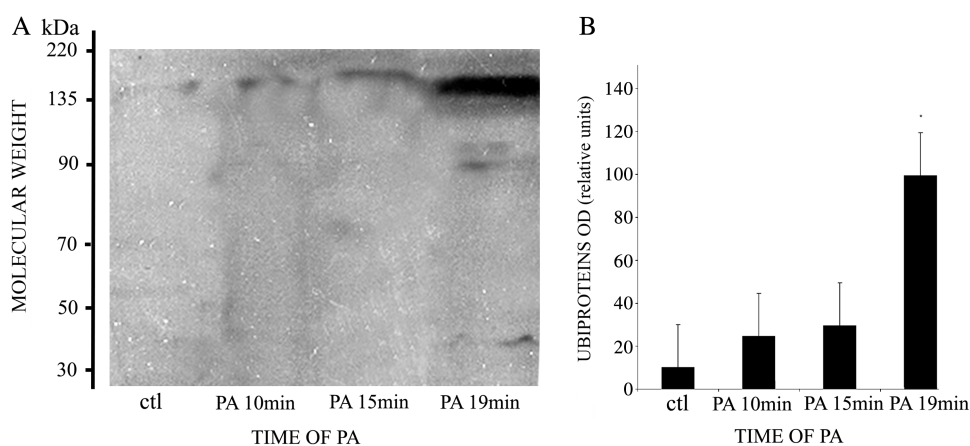 A
kDa
220
135
90
70
50
30
MOLECULAR WEIGHT
ctl PA 10min PA 15min PA 19min
TIME OF PA
B
UBIPROTEINS OD (relative units)
140
120
100
80
60
40
20
0
*
ctl PA 10min PA 15min PA 19min
TIME OF PA